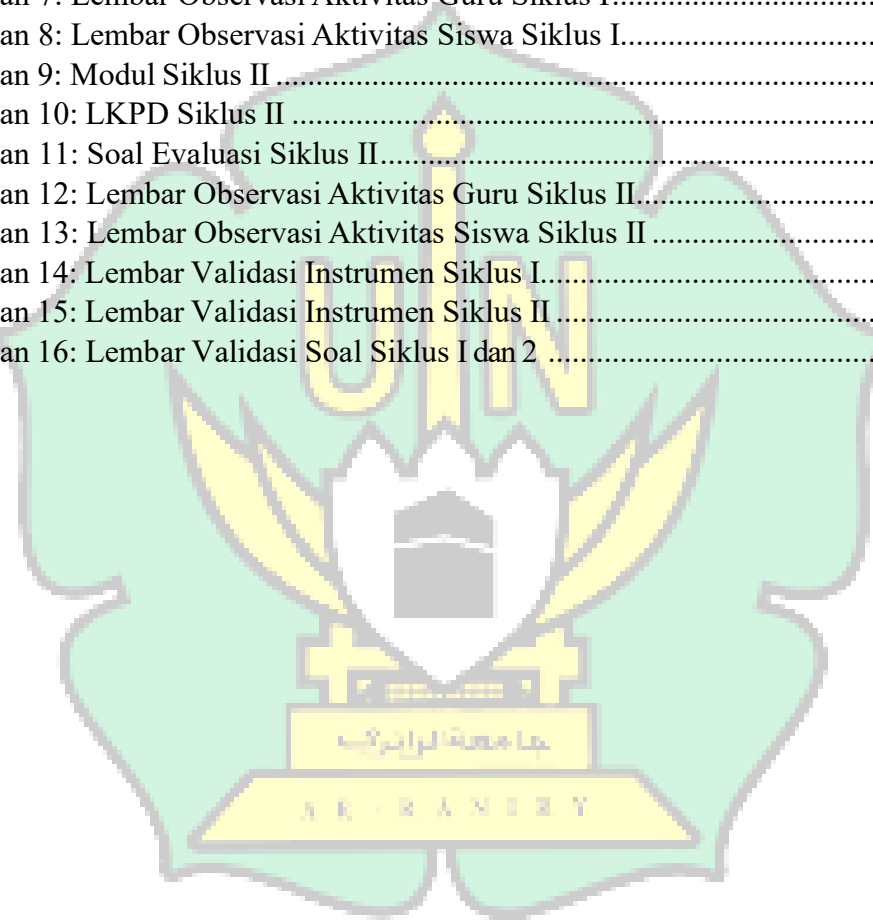 an 7: Lembar Observasi Aktivitas Guru Siklus I..................................
an 8: Lembar Observasi Aktivitas Siswa Siklus I.................................
an 9: Modul Siklus II ..........................................................................
an 10: LKPD Siklus II ........................................................................
an 11: Soal Evaluasi Siklus II.............................................................
an 12: Lembar Observasi Aktivitas Guru Siklus II..............................
an 13: Lembar Observasi Aktivitas Siswa Siklus II ............................
an 14: Lembar Validasi Instrumen Siklus I.........................................
an 15: Lembar Validasi Instrumen Siklus II .......................................
an 16: Lembar Validasi Soal Siklus I dan 2 ........................................
UIN
جامعة الرانيري
AR-RANIRY